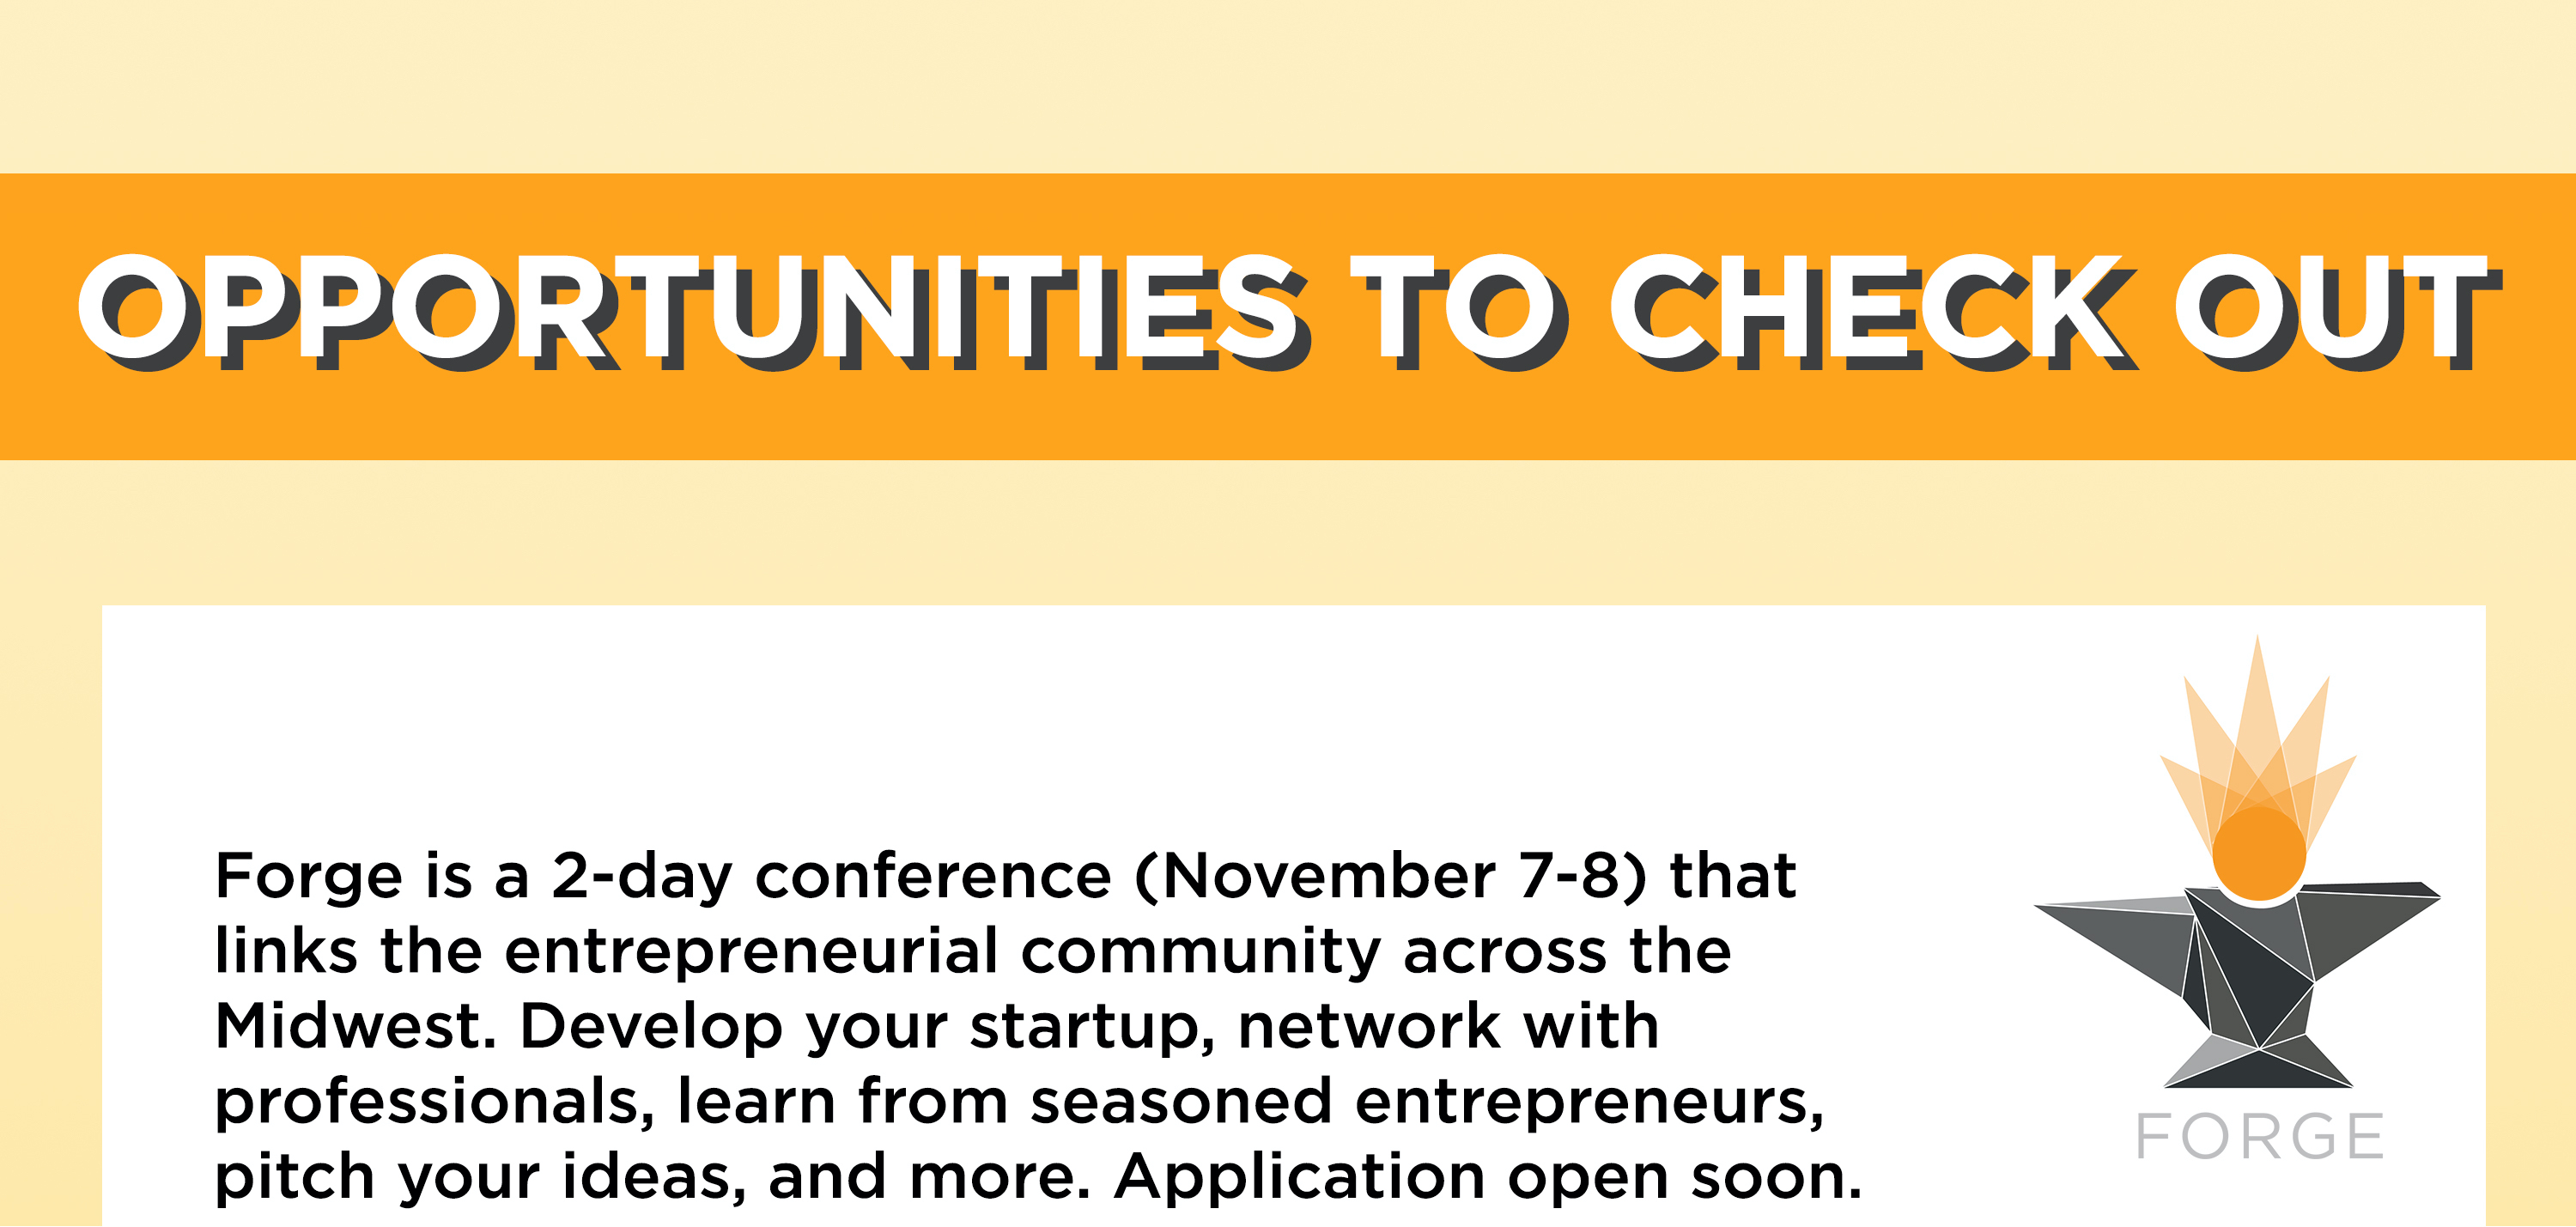 OPPORTUNITIES TO CHECK OUT
Forge is a 2-day conference (November 7-8) that
links the entrepreneurial community across the
Midwest. Develop your startup, network with
professionals, learn from seasoned entrepreneurs,
pitch your ideas, and more. Application open soon.
FORGE